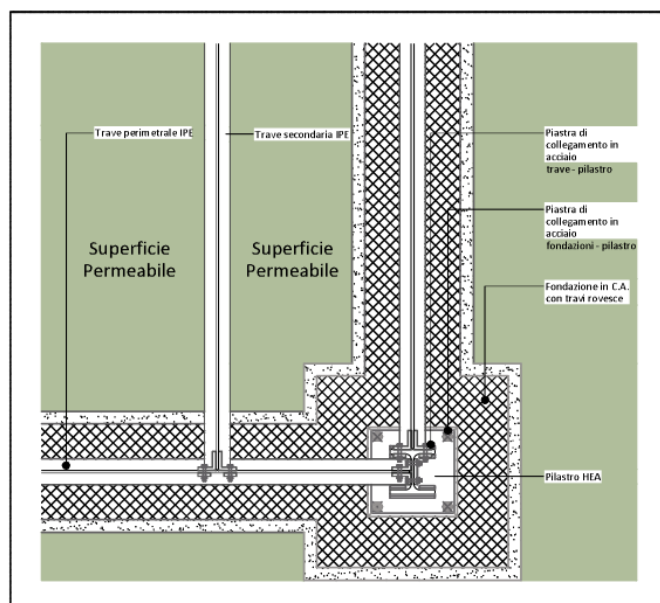 Trave perimetrale IPE
Trave secondaria IPE
Piastra di
collegamento in
acciaio
trave - pilastro
Piastra di
collegamento in
acciaio
fondazioni - pilastro
Superficie
Permeabile
Superficie
Permeabile
Fondazione in C.A.
con travi rovesce
Pilastro HEA